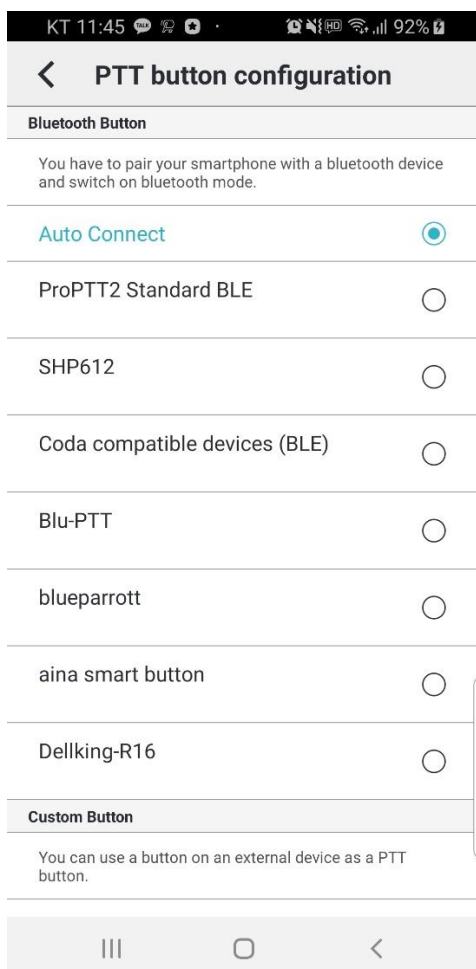 KT 11:45 TALK HD 92%
PTT button configuration
Bluetooth Button
You have to pair your smartphone with a bluetooth device
and switch on bluetooth mode.
Auto Connect
ProPTT2 Standard BLE
SHP612
Coda compatible devices (BLE)
Blu-PTT
blueparrott
aina smart button
Dellking-R16
Custom Button
You can use a button on an external device as a PTT
button.